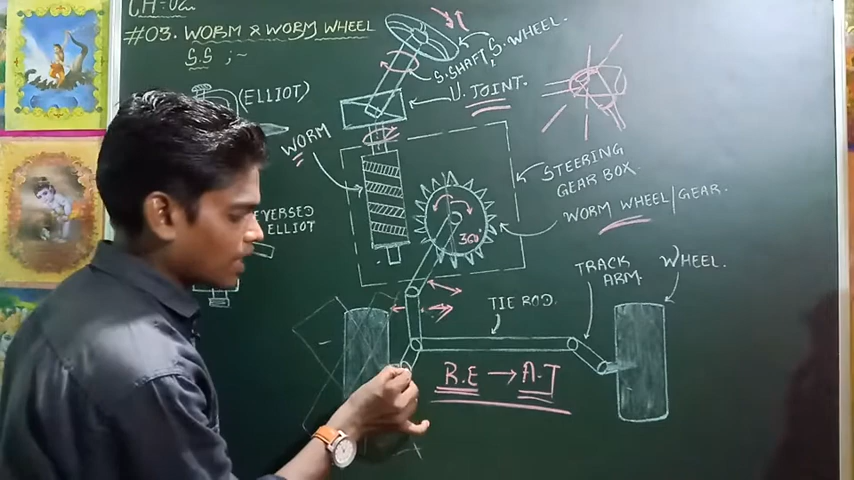 CH-02
#03. WORM & WORM WHEEL
S.S ;~
(ELLIOT)
REVERSED
ELLIOT
WORM
S.SHAFT, S. WHEEL.
U. JOINT.
STEERING
GEAR BOX.
WORM WHEEL/GEAR.
360°
TRACK
ARM.
WHEEL.
TIE ROD.
R.E → A.T